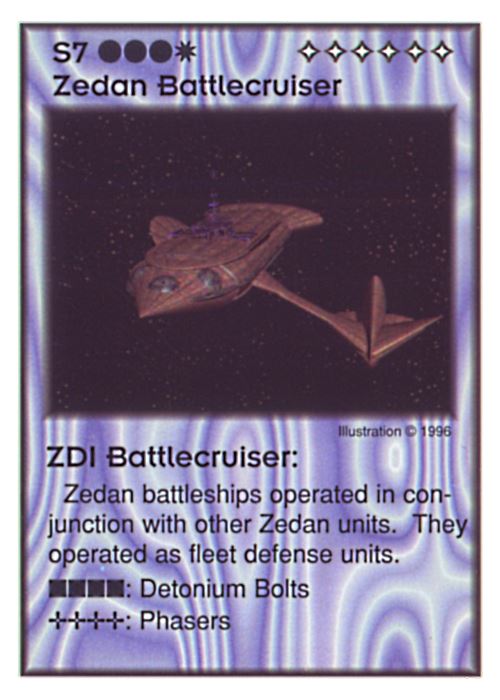 S7 ●●●✷ ✧✧✧✧✧✧
Zedan Battlecruiser
Illustration © 1996
ZDI Battlecruiser:
Zedan battleships operated in con-
junction with other Zedan units. They
operated as fleet defense units.
■■■■: Detonium Bolts
✛✛✛✛: Phasers